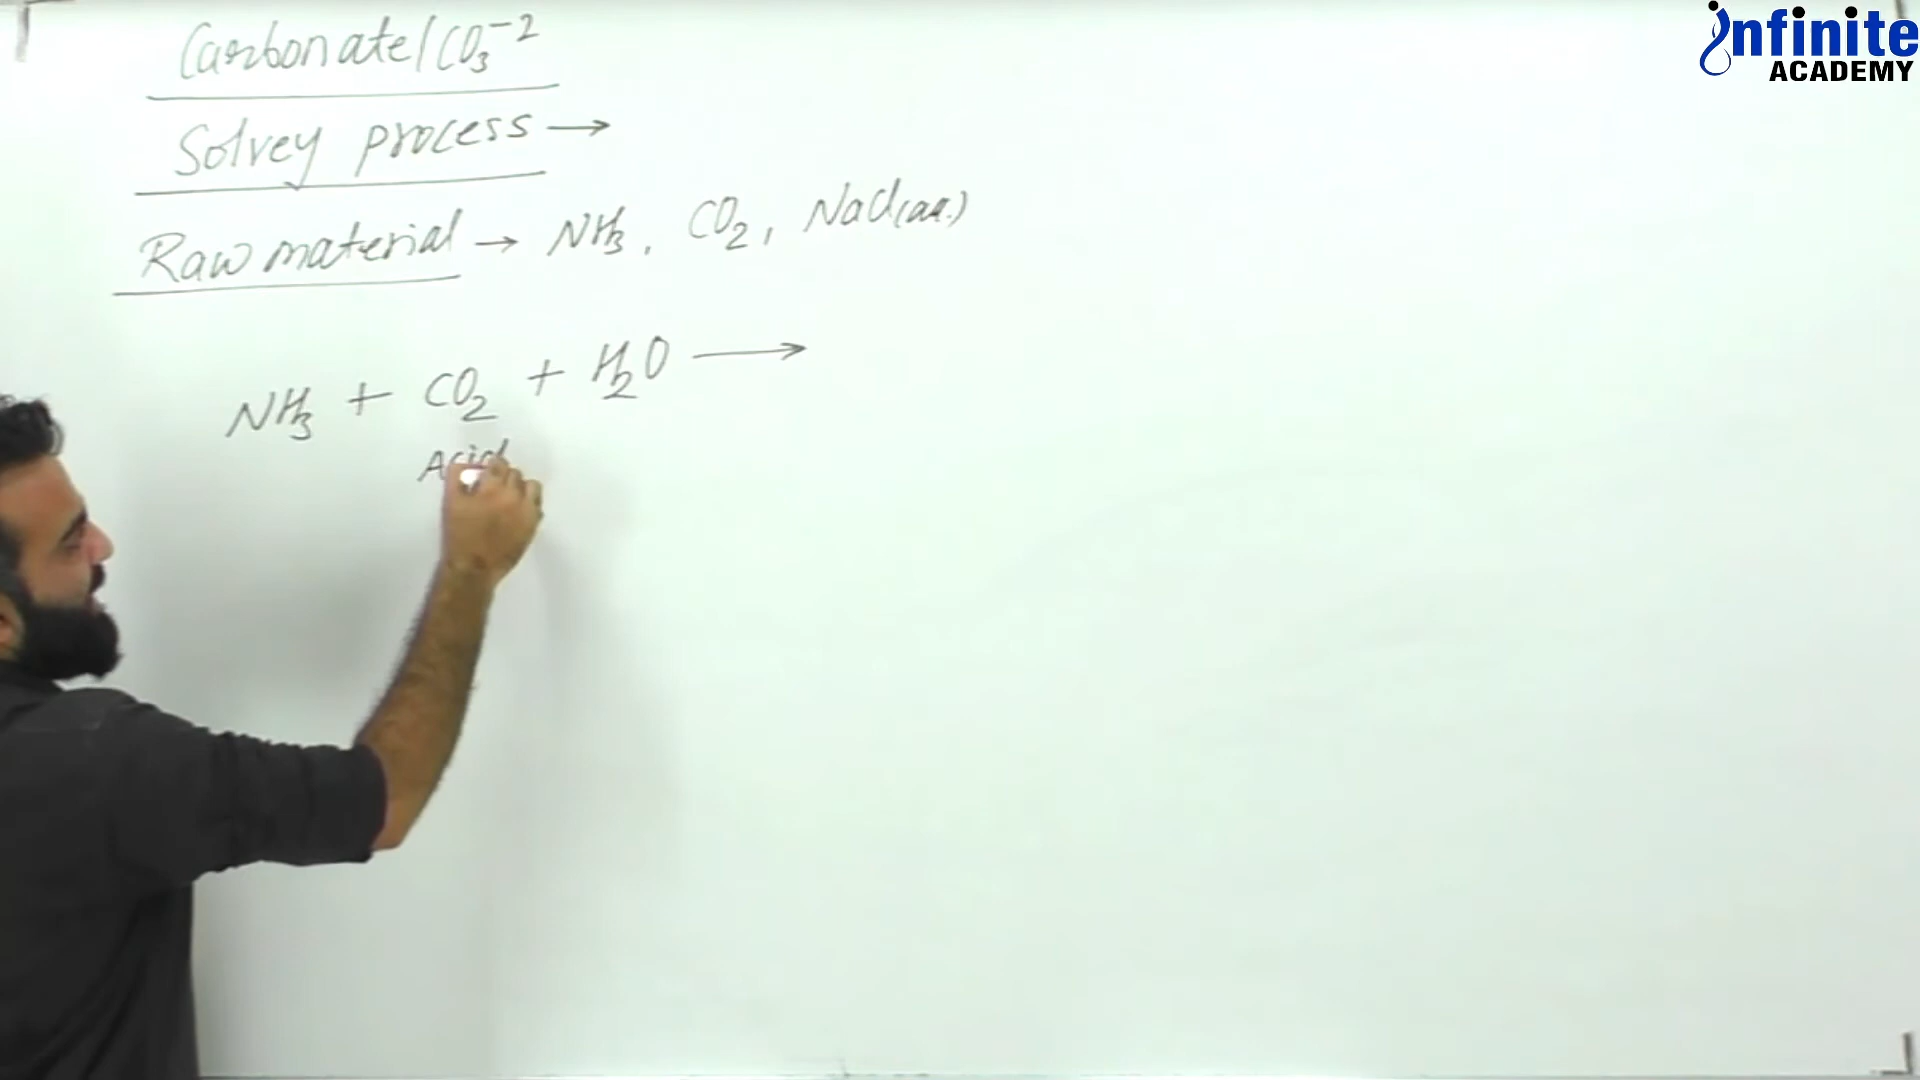 infinite
ACADEMY
Carbonate/CO₃⁻²
Solvey process →
Raw material → NH₃, CO₂, NaCl(aq.)
NH₃ + CO₂ + H₂O →
Acid